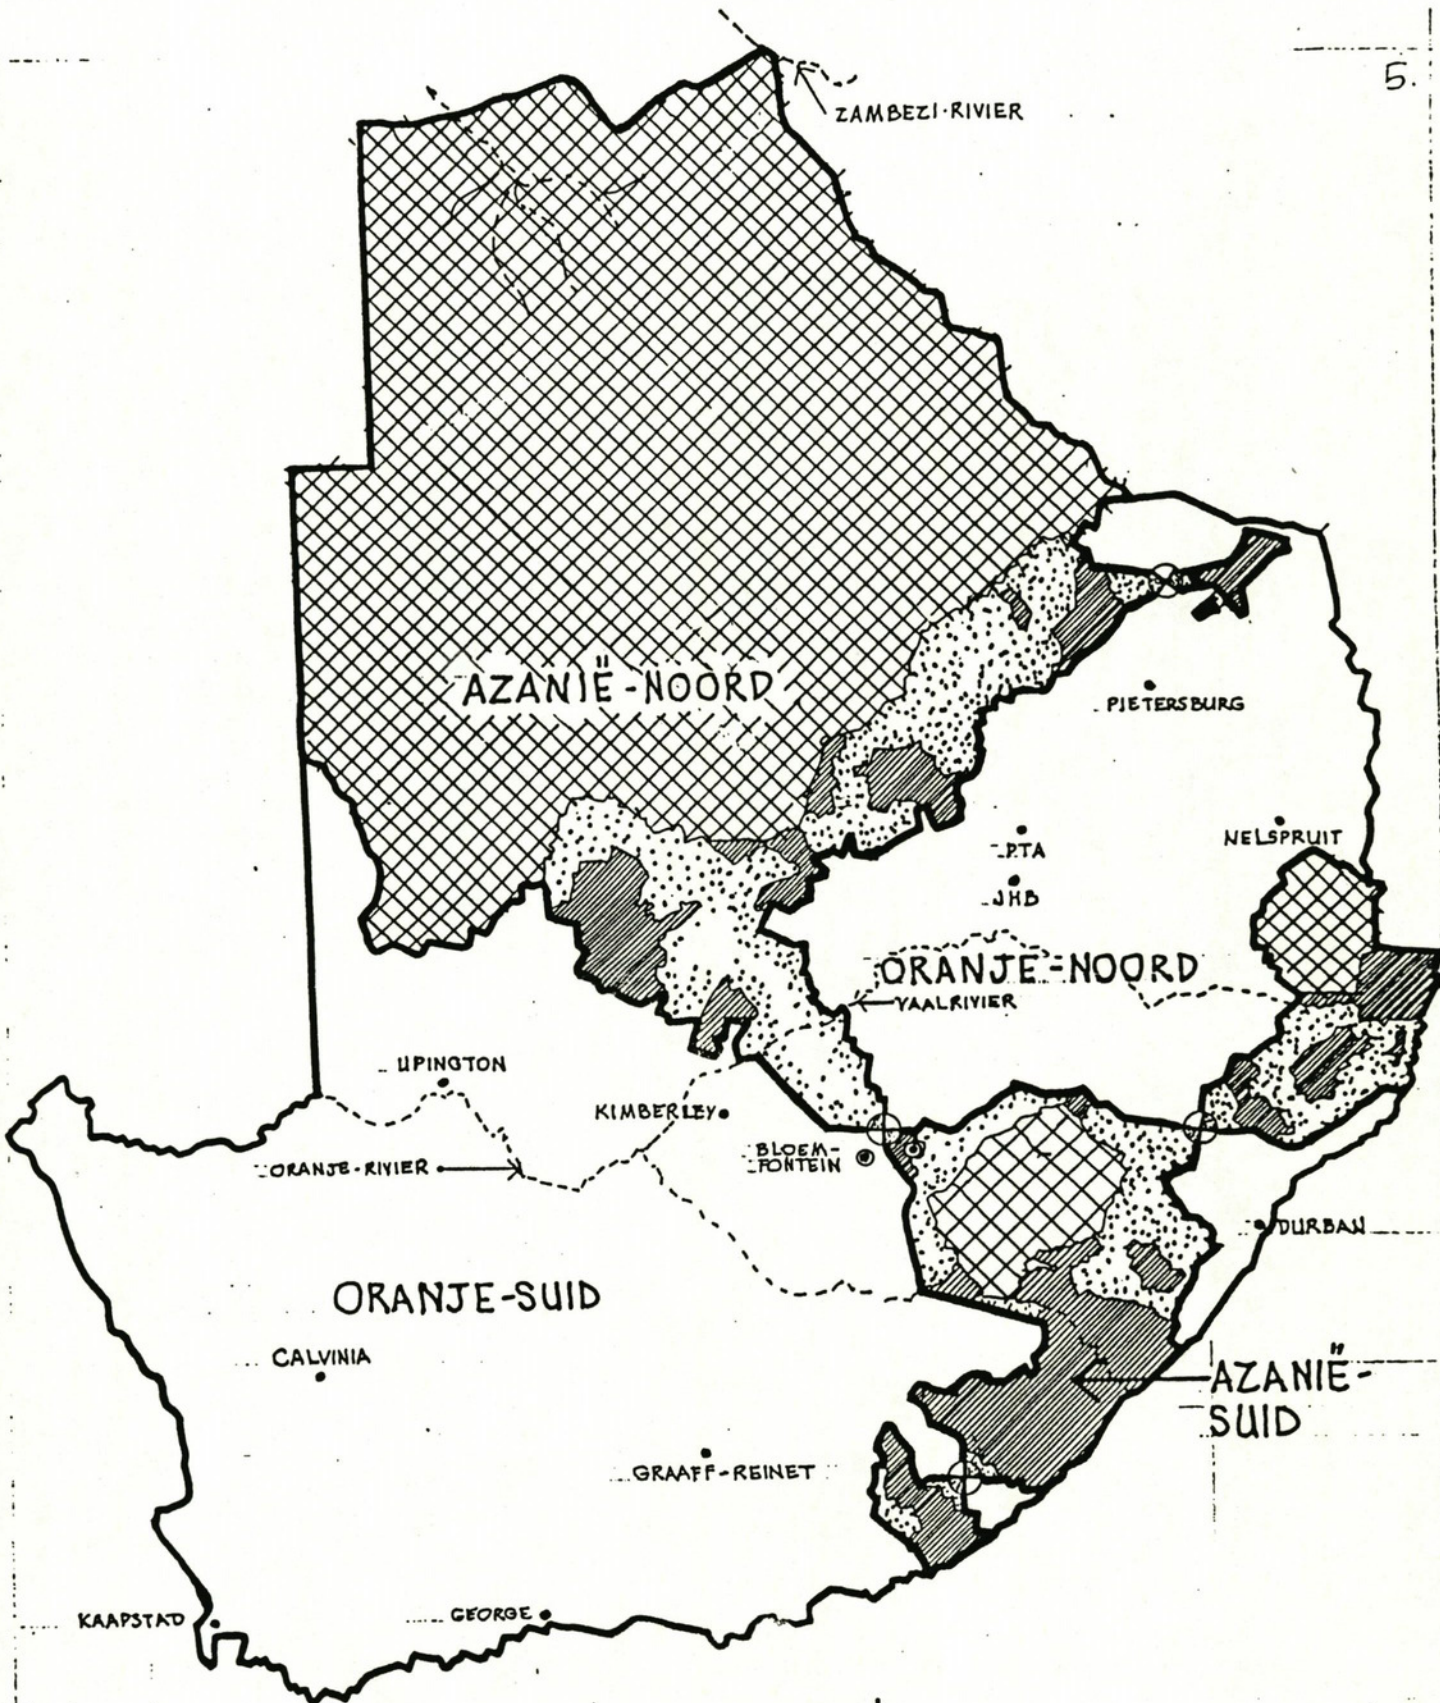 5.
ZAMBEZI-RIVIER
AZANIË-NOORD
PIETERSBURG
NELSPRUIT
PTA
JHB
ORANJE-NOORD
VAALRIVIER
UPINGTON
KIMBERLEY
BLOEM-
FONTEIN
ORANJE-RIVIER
DURBAN
ORANJE-SUID
CALVINIA
AZANIË-
SUID
GRAAFF-REINET
KAAPSTAD
GEORGE